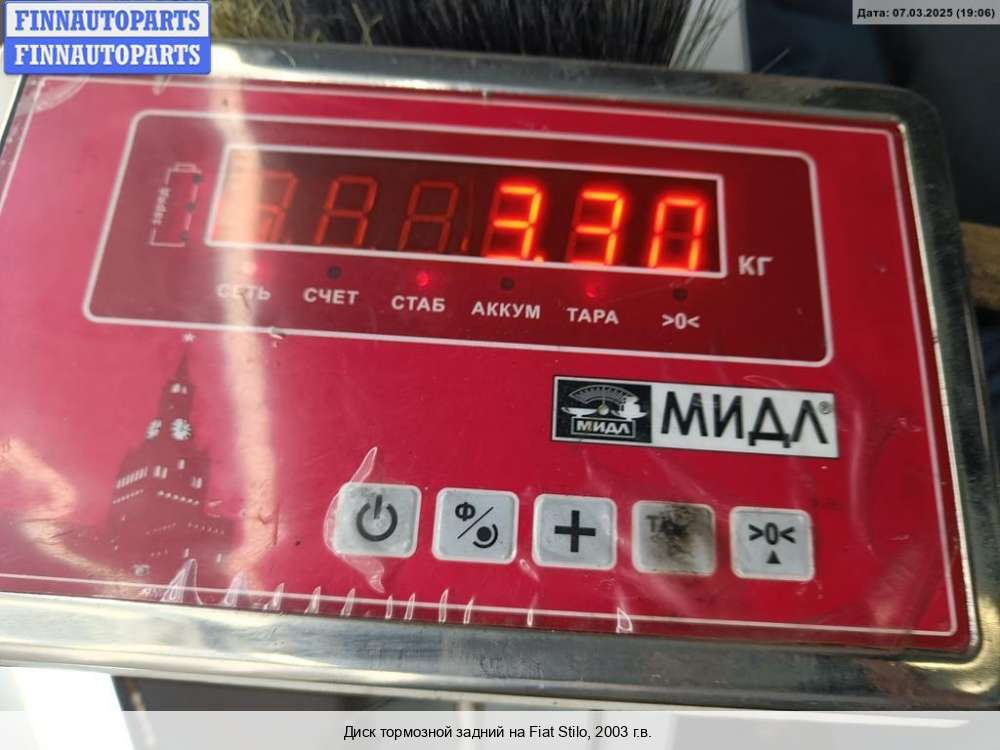 FINNAUTOPARTS
FINNAUTOPARTS
Дата: 07.03.2025 (19:06)
3.30
КГ
СЕТЬ СЧЕТ СТАБ АККУМ ТАРА >0<
МИДЛ МИДЛ®
Ф
+
>0<
Диск тормозной задний на Fiat Stilo, 2003 г.в.